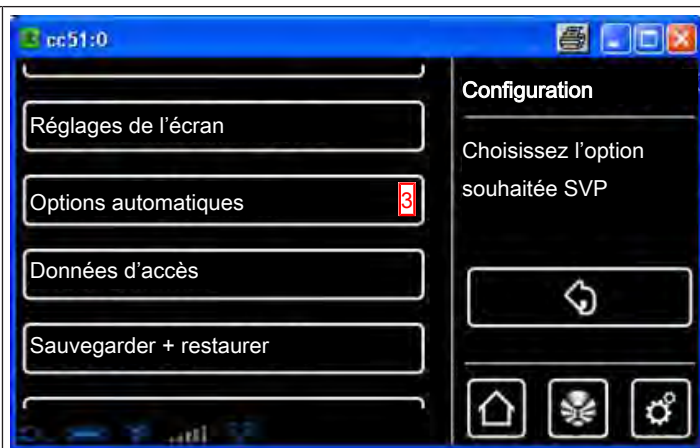 cc51:0
Réglages de l’écran
Options automatiques 3
Données d’accès
Sauvegarder + restaurer
Configuration
Choisissez l’option
souhaitée SVP